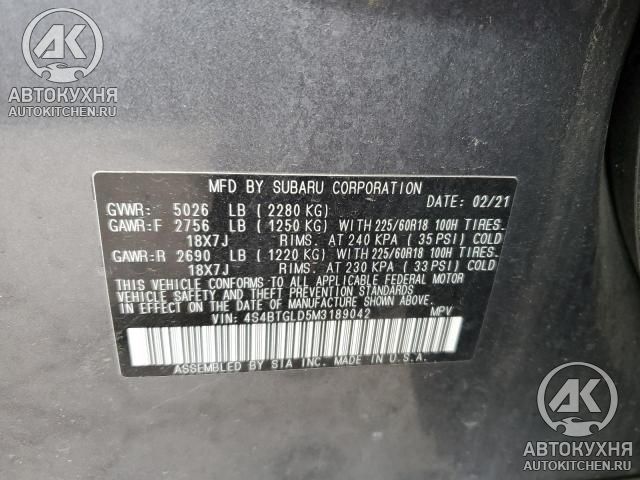 АК
АВТОКУХНЯ
AUTOKITCHEN.RU
MFD BY SUBARU CORPORATION
GVWR: 5026 LB (2280 KG) DATE: 02/21
GAWR:F 2756 LB (1250 KG) WITH 225/60R18 100H TIRES.
18X7J RIMS. AT 240 KPA (35 PSI) COLD
GAWR:R 2690 LB (1220 KG) WITH 225/60R18 100H TIRES.
18X7J RIMS. AT 230 KPA (33 PSI) COLD
THIS VEHICLE CONFORMS TO ALL APPLICABLE FEDERAL MOTOR
VEHICLE SAFETY AND THEFT PREVENTION STANDARDS
IN EFFECT ON THE DATE OF MANUFACTURE SHOWN ABOVE.
VIN: 4S4BTGLD5M3189042 MPV
ASSEMBLED BY SIA INC. MADE IN U.S.A.
АК
АВТОКУХНЯ
AUTOKITCHEN.RU